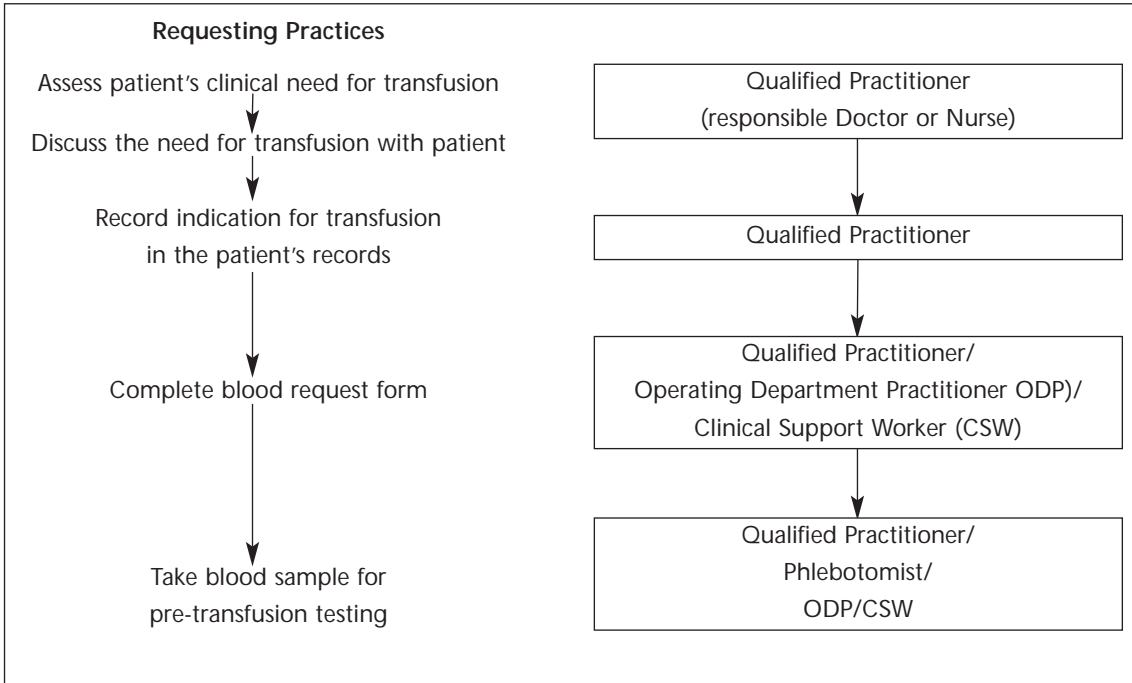 Requesting Practices
Assess patient's clinical need for transfusion
Discuss the need for transfusion with patient
Record indication for transfusion
in the patient's records
Complete blood request form
Take blood sample for
pre-transfusion testing
Qualified Practitioner
(responsible Doctor or Nurse)
Qualified Practitioner
Qualified Practitioner/
Operating Department Practitioner ODP)/
Clinical Support Worker (CSW)
Qualified Practitioner/
Phlebotomist/
ODP/CSW